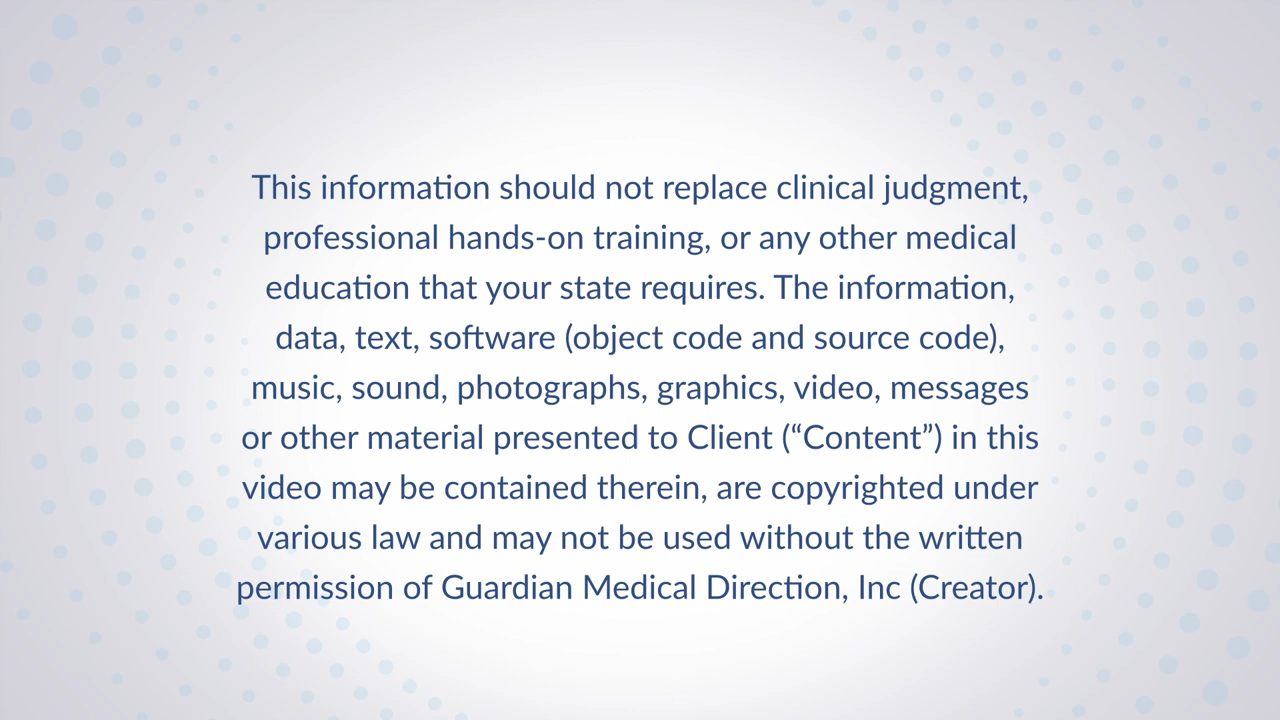 This information should not replace clinical judgment,
professional hands-on training, or any other medical
education that your state requires. The information,
data, text, software (object code and source code),
music, sound, photographs, graphics, video, messages
or other material presented to Client (“Content”) in this
video may be contained therein, are copyrighted under
various law and may not be used without the written
permission of Guardian Medical Direction, Inc (Creator).